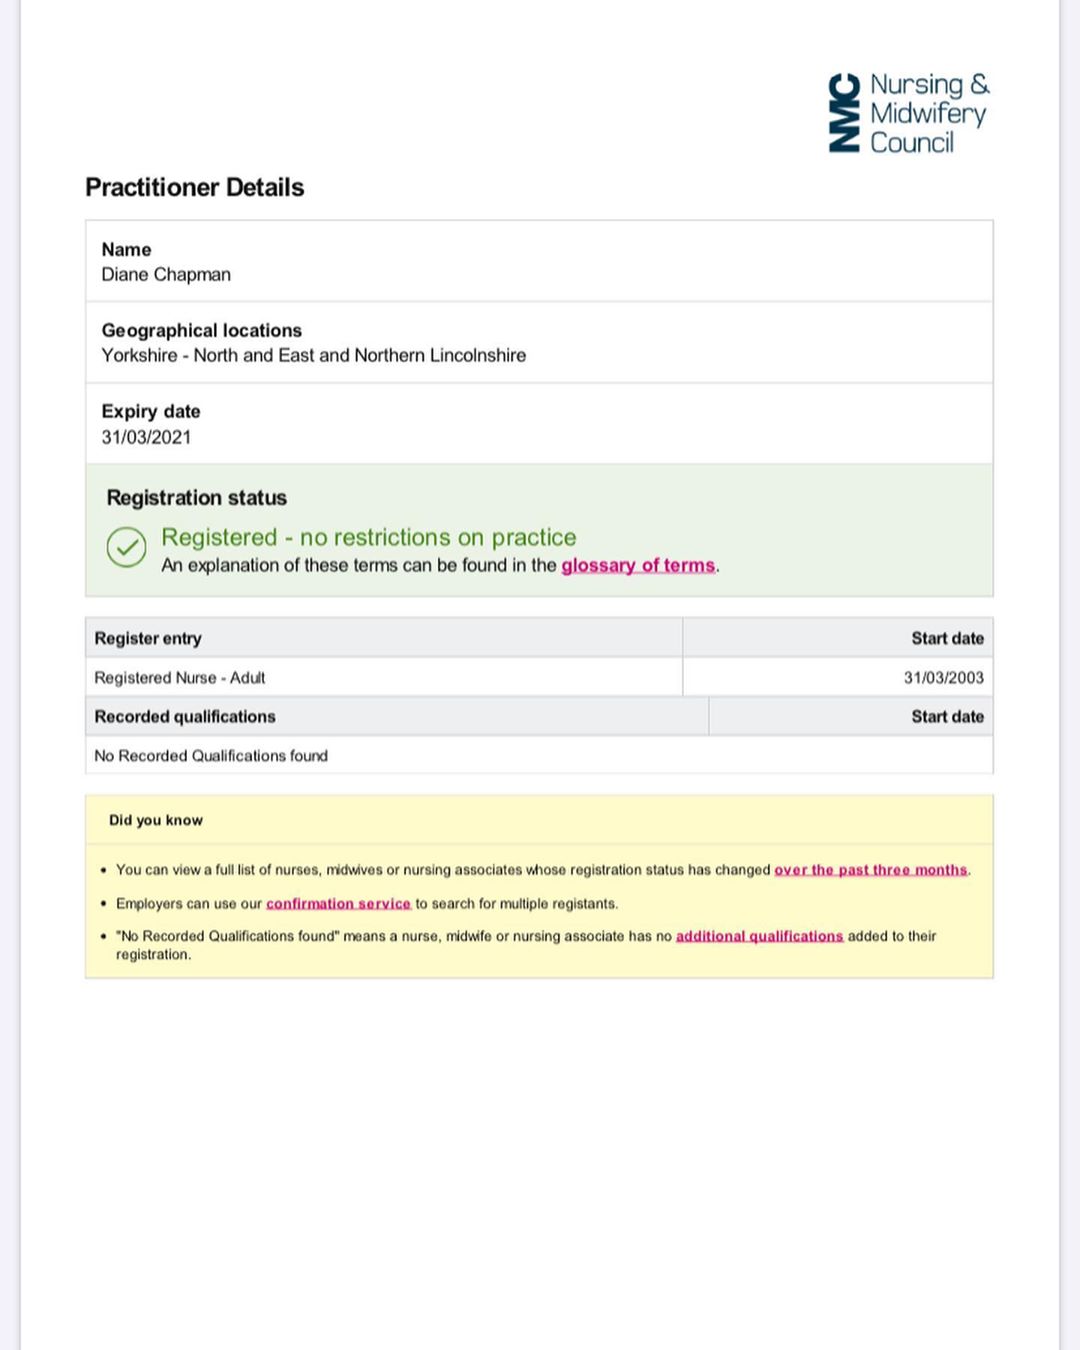 NMC
Nursing &
Midwifery
Council
Practitioner Details
Name
Diane Chapman
Geographical locations
Yorkshire - North and East and Northern Lincolnshire
Expiry date
31/03/2021
Registration status
Registered - no restrictions on practice
An explanation of these terms can be found in the glossary of terms.
Register entry Start date
Registered Nurse - Adult 31/03/2003
Recorded qualifications Start date
No Recorded Qualifications found
Did you know
• You can view a full list of nurses, midwives or nursing associates whose registration status has changed over the past three months.
• Employers can use our confirmation service to search for multiple registants.
• "No Recorded Qualifications found" means a nurse, midwife or nursing associate has no additional qualifications added to their
registration.